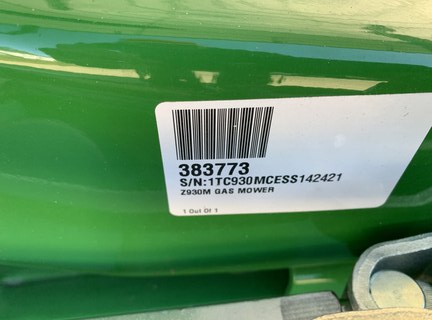 383773
S/N:1TC930MCESS142421
Z930M GAS MOWER
1 Out Of 1